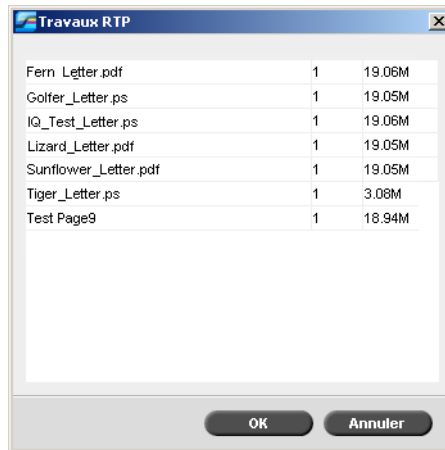 Travaux RTP
Fern Letter.pdf 1 19.06M
Golfer_Letter.ps 1 19.05M
IQ_Test_Letter.ps 1 19.06M
Lizard_Letter.pdf 1 19.05M
Sunflower_Letter.pdf 1 19.05M
Tiger_Letter.ps 1 3.08M
Test Page9 1 18.94M
OK Annuler